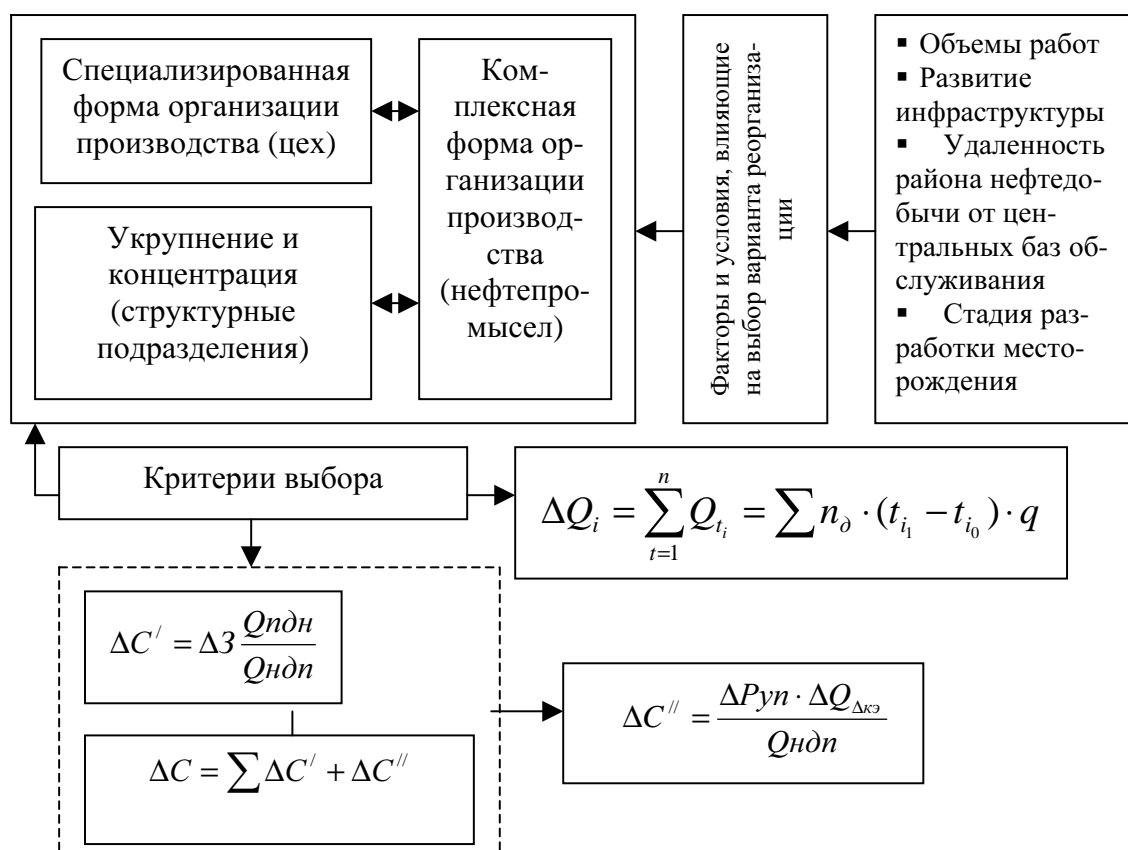 Специализированная
форма организации
производства (цех)
Укрупнение и
концентрация
(структурные
подразделения)
Ком-
плексная
форма ор-
ганизации
производ-
ства
(нефтепро-
мысел)
Факторы и условия, влияющие
на выбор варианта реорганиза-
ции
▪ Объемы работ
▪ Развитие
инфраструктуры
▪ Удаленность
района нефтедо-
бычи от цен-
тральных баз об-
служивания
▪ Стадия раз-
работки место-
рождения
Критерии выбора
ΔQ_i = ∑_{t=1}^{n} Q_{t_i} = ∑ n_д · (t_{i_1} − t_{i_0}) · q
ΔC^/ = ΔЗ Qпдн / Qндп
ΔC = ∑ ΔC^/ + ΔC^//
ΔC^// = ΔPуп · ΔQ_{Δкэ} / Qндп